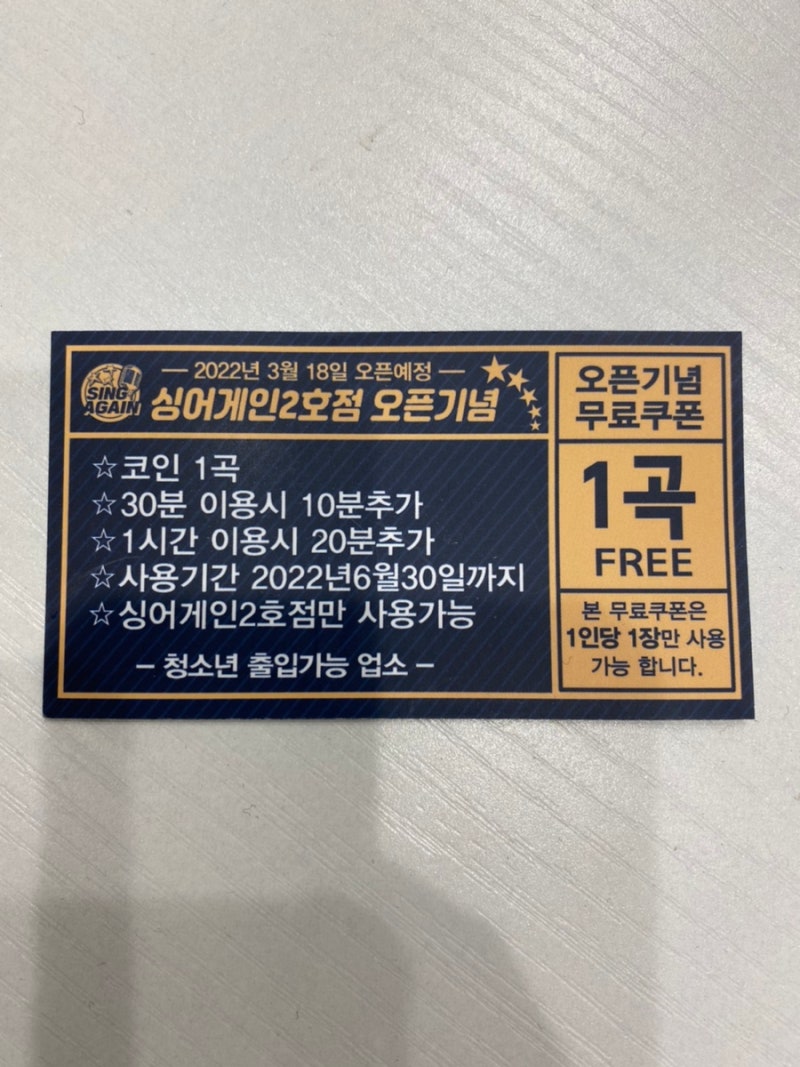 SING
AGAIN
— 2022년 3월 18일 오픈예정 —
싱어게인2호점 오픈기념
☆코인 1곡
☆30분 이용시 10분추가
☆1시간 이용시 20분추가
☆사용기간 2022년6월30일까지
☆싱어게인2호점만 사용가능
– 청소년 출입가능 업소 –
오픈기념
무료쿠폰
1곡
FREE
본 무료쿠폰은
1인당 1장만 사용
가능 합니다.